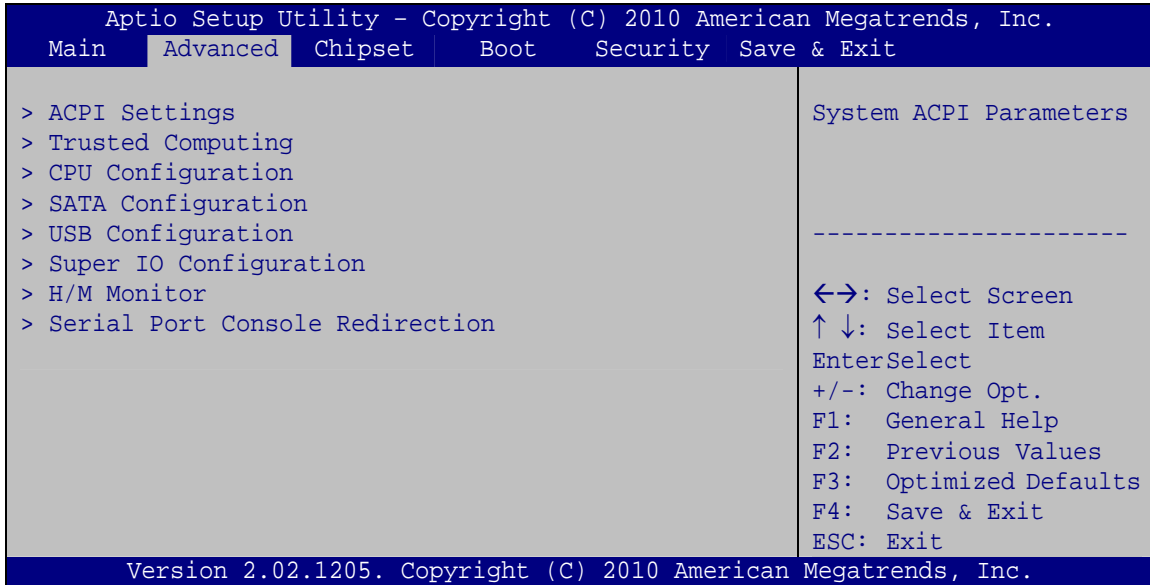 Aptio Setup Utility – Copyright (C) 2010 American Megatrends, Inc.
Main Advanced Chipset Boot Security Save & Exit
> ACPI Settings
> Trusted Computing
> CPU Configuration
> SATA Configuration
> USB Configuration
> Super IO Configuration
> H/M Monitor
> Serial Port Console Redirection
System ACPI Parameters
----------------------
←→: Select Screen
↑ ↓: Select Item
EnterSelect
+/-: Change Opt.
F1: General Help
F2: Previous Values
F3: Optimized Defaults
F4: Save & Exit
ESC: Exit
Version 2.02.1205. Copyright (C) 2010 American Megatrends, Inc.